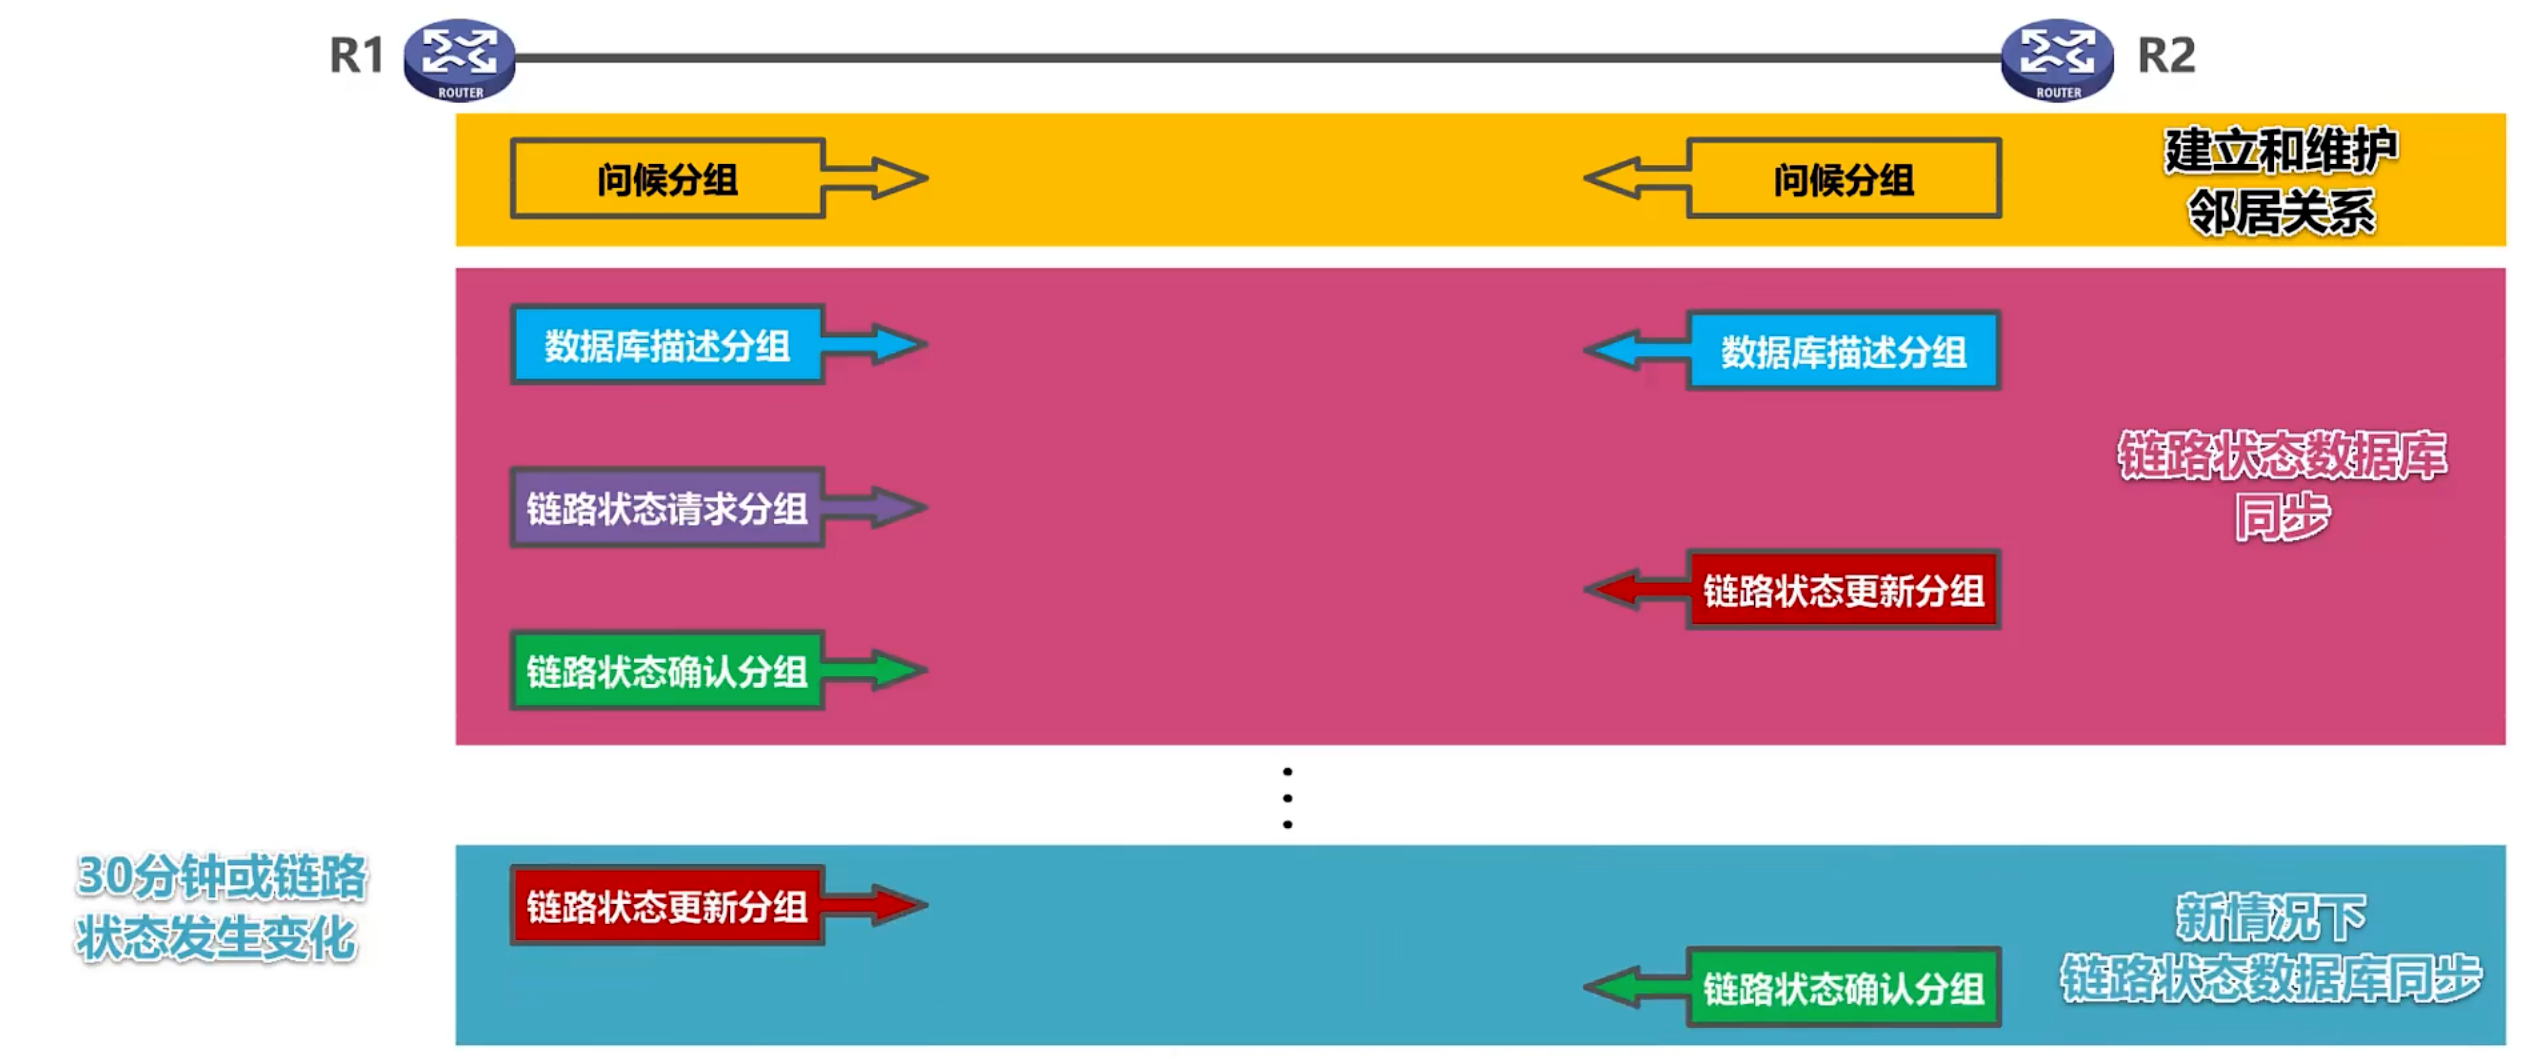 R1
ROUTER
ROUTER
R2
问候分组
问候分组
建立和维护
邻居关系
数据库描述分组
数据库描述分组
链路状态请求分组
链路状态数据库
同步
链路状态更新分组
链路状态确认分组
30分钟或链路
状态发生变化
链路状态更新分组
新情况下
链路状态数据库同步
链路状态确认分组